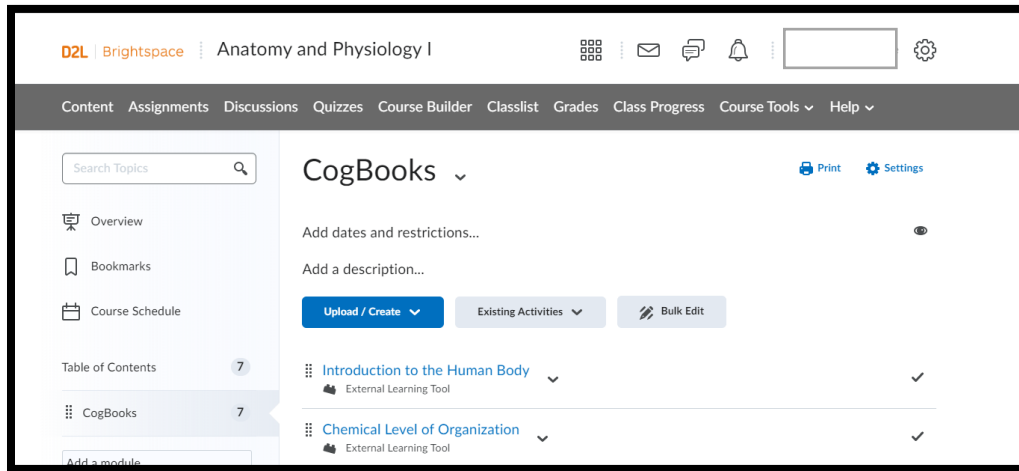 D2L Brightspace Anatomy and Physiology I
Content Assignments Discussions Quizzes Course Builder Classlist Grades Class Progress Course Tools Help
Search Topics
Overview
Bookmarks
Course Schedule
Table of Contents 7
CogBooks 7
Add a module
CogBooks
Print Settings
Add dates and restrictions...
Add a description...
Upload / Create Existing Activities Bulk Edit
Introduction to the Human Body
External Learning Tool
Chemical Level of Organization
External Learning Tool